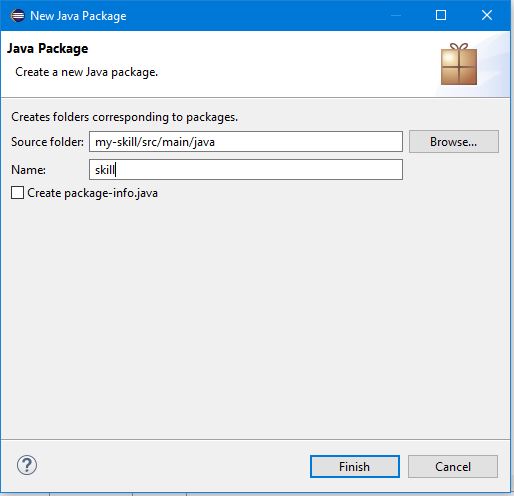 New Java Package
Java Package
Create a new Java package.
Creates folders corresponding to packages.
Source folder: my-skill/src/main/java Browse...
Name: skill
Create package-info.java
? Finish Cancel